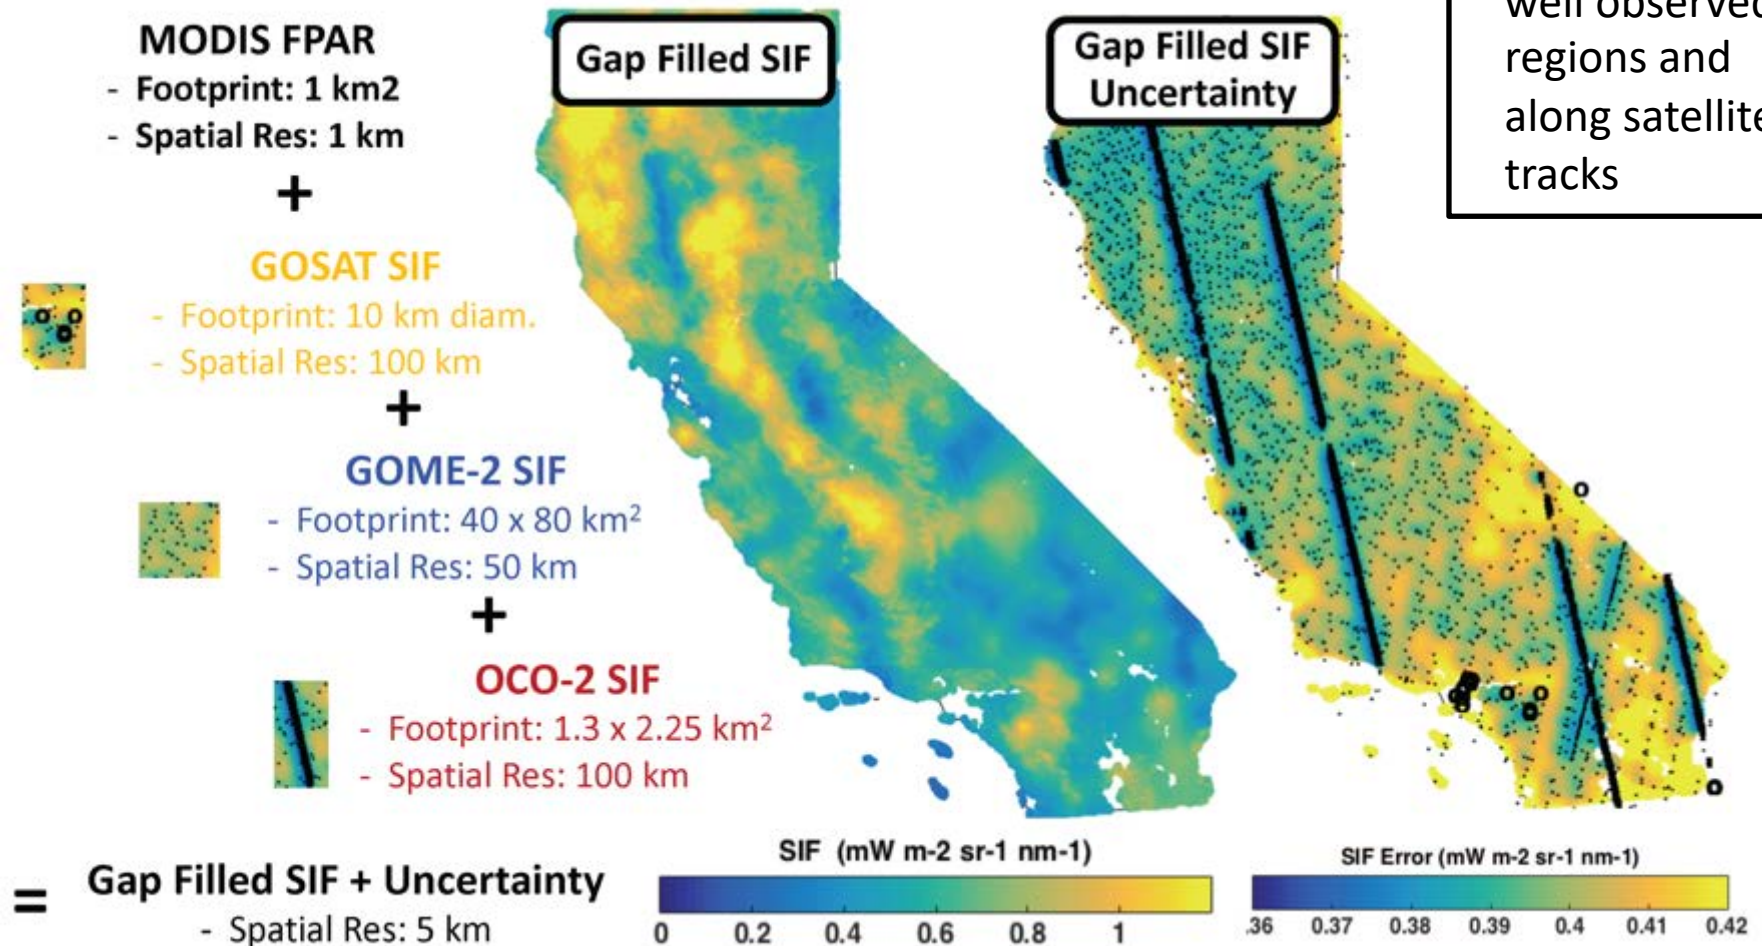 MODIS FPAR
- Footprint: 1 km2
- Spatial Res: 1 km
+
GOSAT SIF
- Footprint: 10 km diam.
- Spatial Res: 100 km
+
GOME-2 SIF
- Footprint: 40 x 80 km²
- Spatial Res: 50 km
+
OCO-2 SIF
- Footprint: 1.3 x 2.25 km²
- Spatial Res: 100 km
= Gap Filled SIF + Uncertainty
- Spatial Res: 5 km
Gap Filled SIF
SIF (mW m-2 sr-1 nm-1)
0 0.2 0.4 0.6 0.8 1
Gap Filled SIF
Uncertainty
SIF Error (mW m-2 sr-1 nm-1)
.36 0.37 0.38 0.39 0.4 0.41 0.42
well observed
regions and
along satellite
tracks